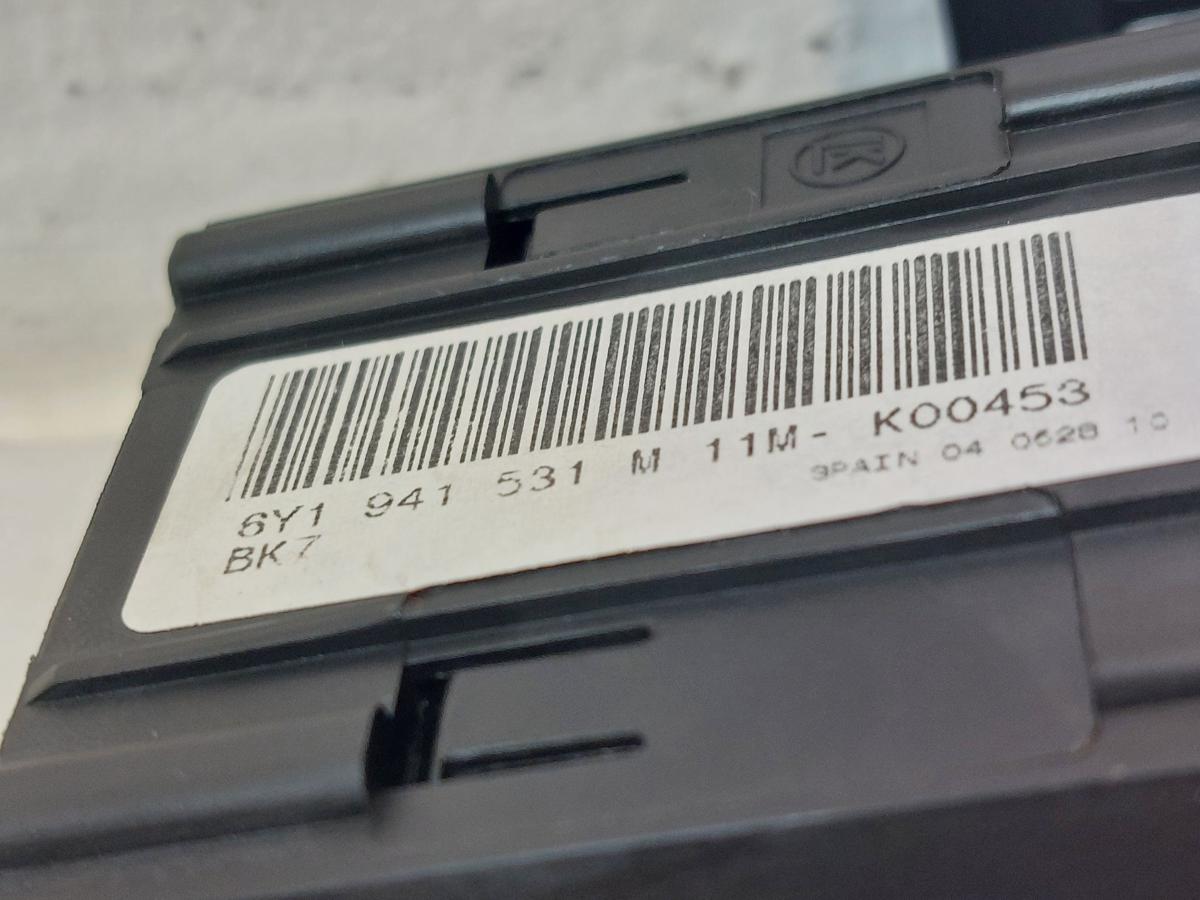 6Y1 941 531 M 11M- K00453
SPAIN 04 0628 10
BK7